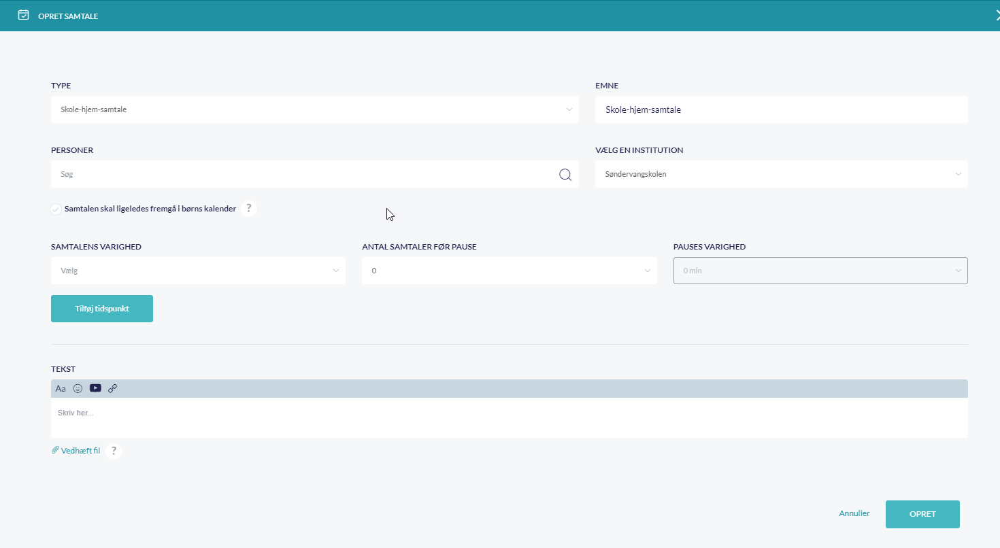 OPRET SAMTALE
TYPE
EMNE
Skole-hjem-samtale
Skole-hjem-samtale
PERSONER
VÆLG EN INSTITUTION
Søg
Søndervangskolen
Samtalen skal ligeledes fremgå i børns kalender ?
SAMTALENS VARIGHED
ANTAL SAMTALER FØR PAUSE
PAUSES VARIGHED
Vælg
0
0 min
Tilføj tidspunkt
TEKST
Aa
Skriv her...
Vedhæft fil ?
Annuller
OPRET